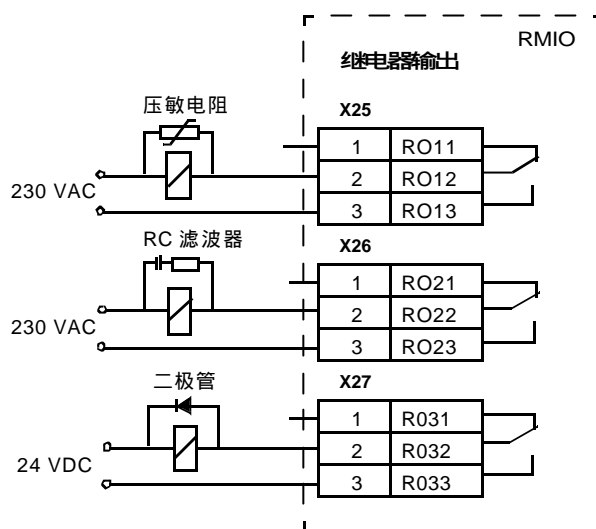 RMIO
继电器输出
压敏电阻
X25
1 RO11
2 RO12
230 VAC
3 RO13
RC 滤波器
X26
1 RO21
2 RO22
230 VAC
3 RO23
二极管
X27
1 R031
2 R032
24 VDC
3 R033